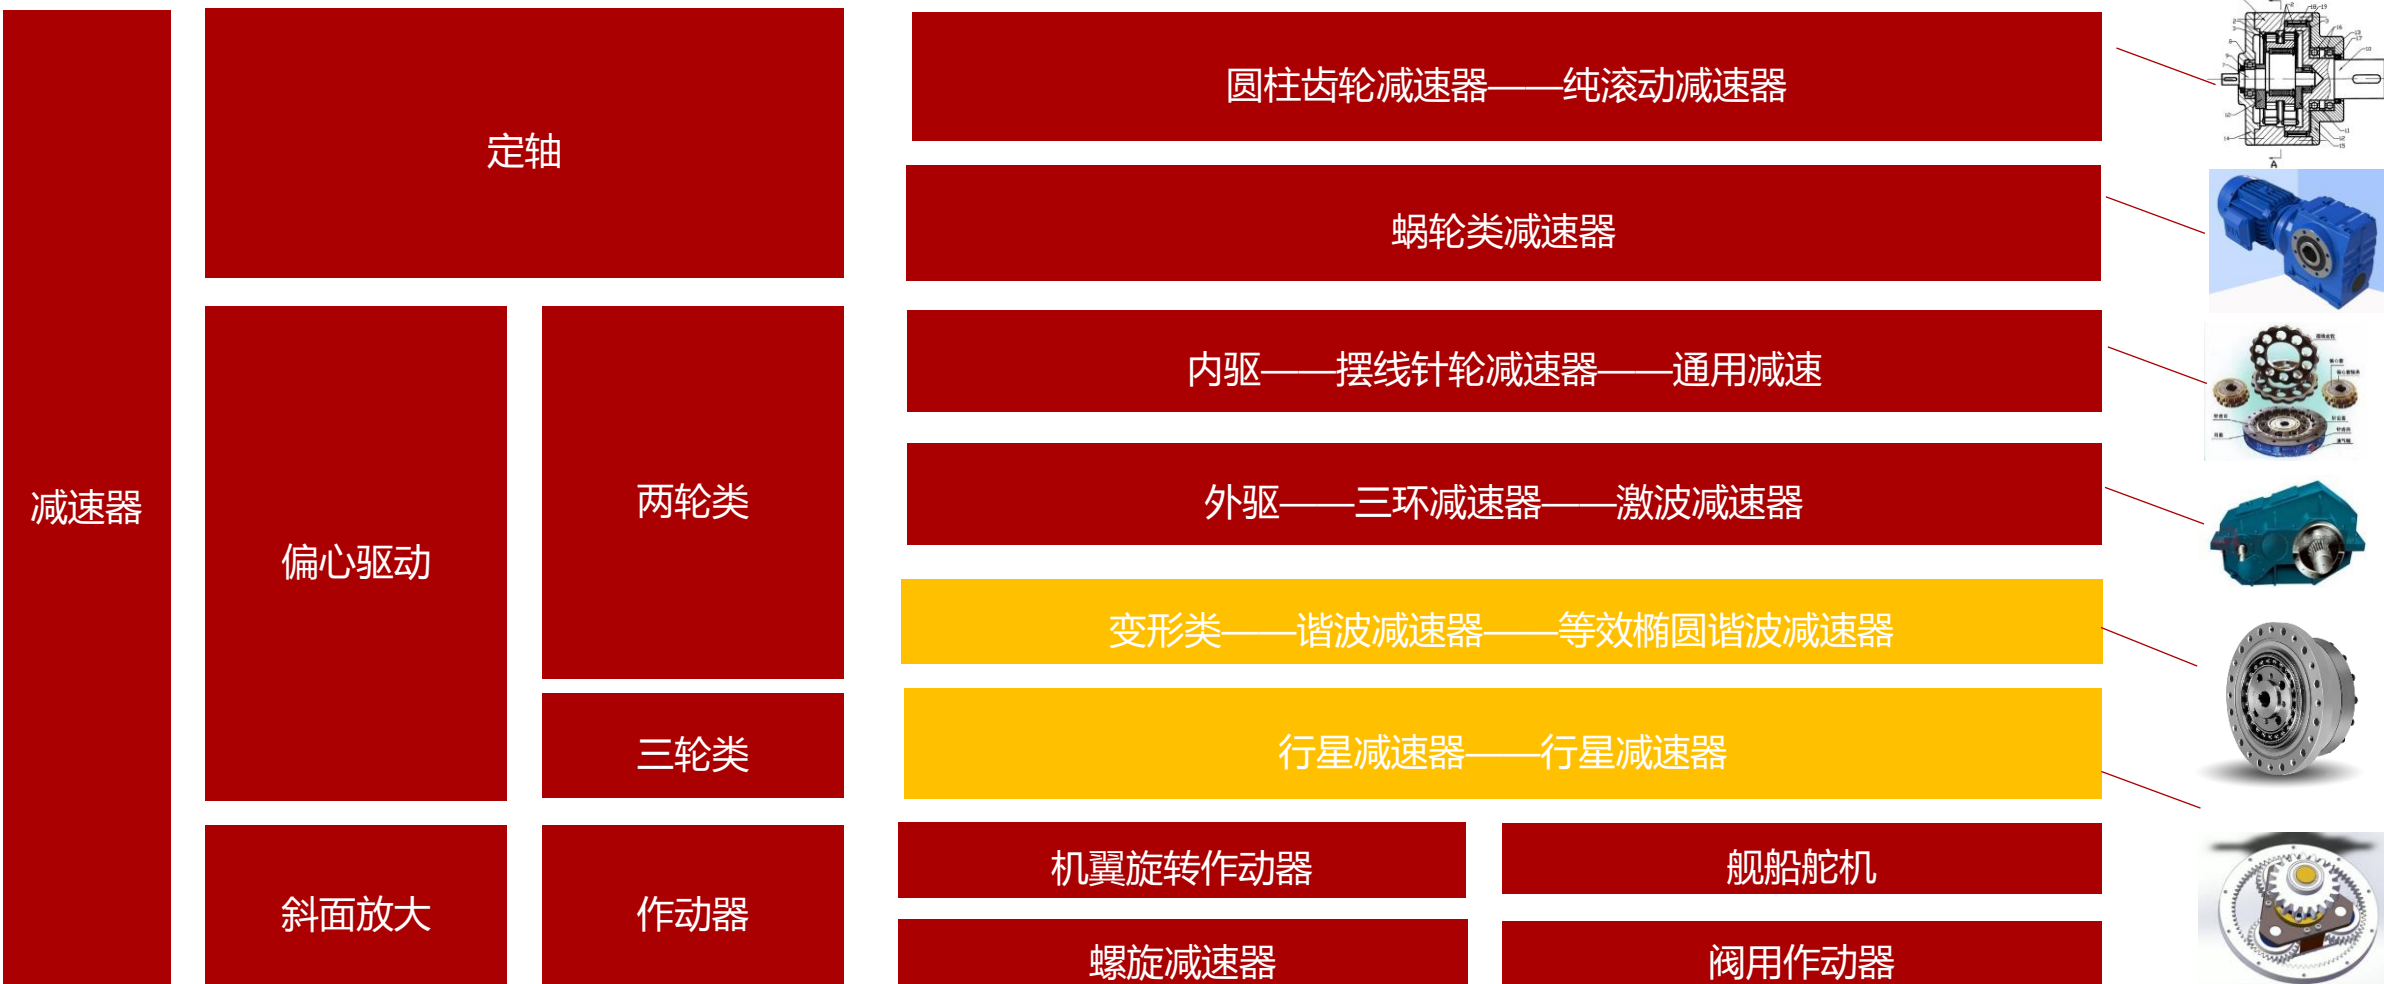 减速器
定轴
圆柱齿轮减速器——纯滚动减速器
蜗轮类减速器
偏心驱动
两轮类
内驱——摆线针轮减速器——通用减速
外驱——三环减速器——激波减速器
变形类——谐波减速器——等效椭圆谐波减速器
三轮类
行星减速器——行星减速器
斜面放大
作动器
机翼旋转作动器
舰船舵机
螺旋减速器
阀用作动器
A